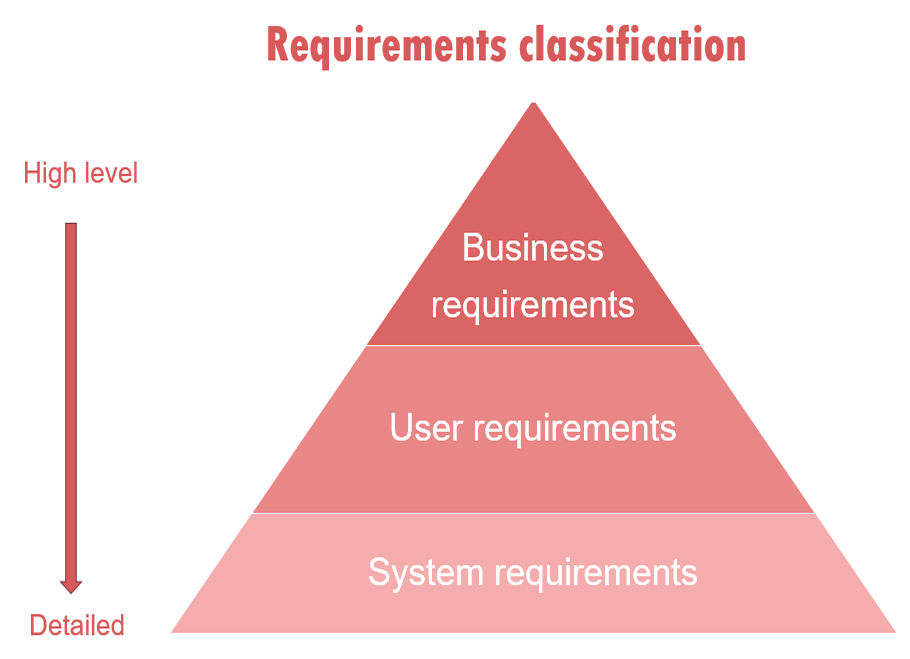 Requirements classification
High level
Business
requirements
User requirements
System requirements
Detailed